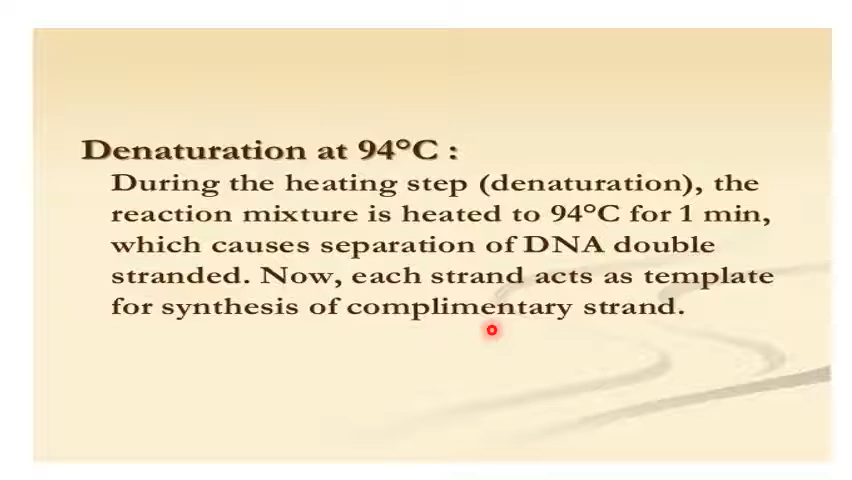 Denaturation at 94°C :
During the heating step (denaturation), the
reaction mixture is heated to 94°C for 1 min,
which causes separation of DNA double
stranded. Now, each strand acts as template
for synthesis of complimentary strand.